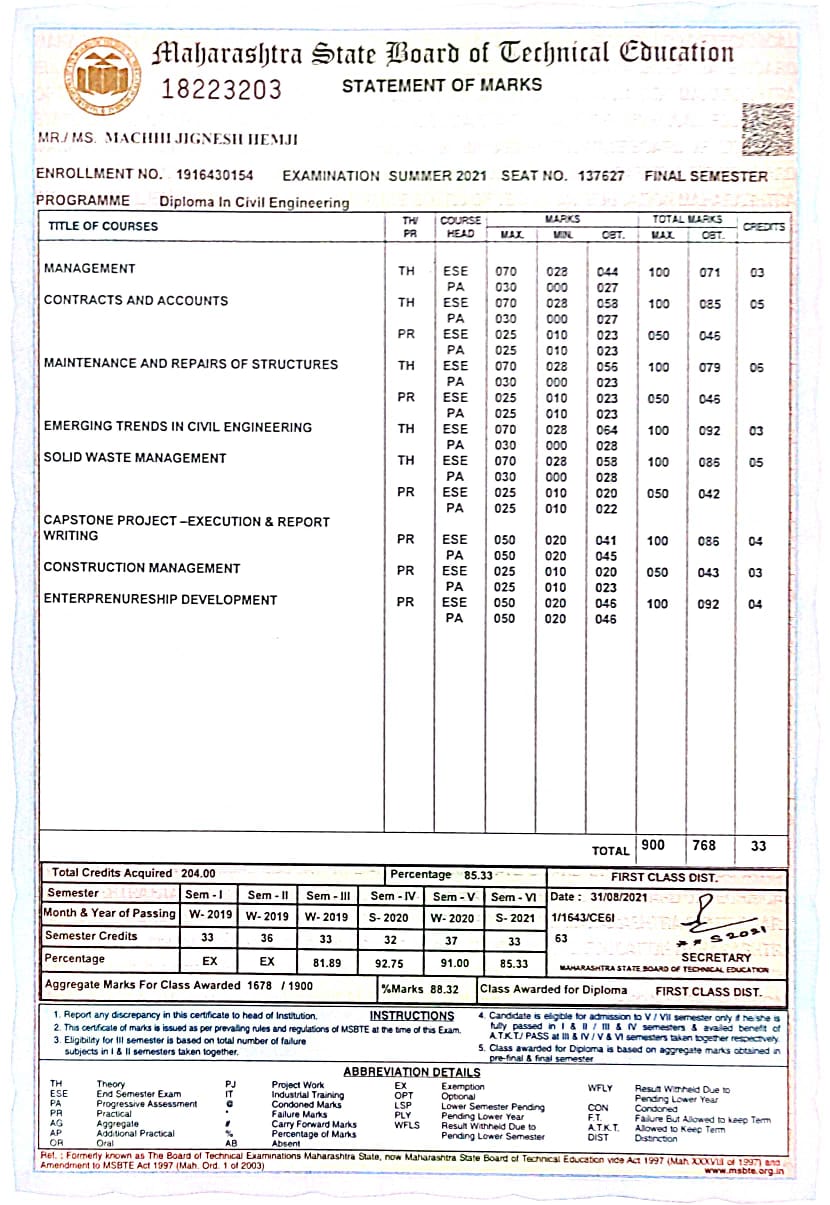 Maharashtra State Board of Technical Education
18223203 STATEMENT OF MARKS
MR./ MS. MACHHI JIGNESH HEMJI
ENROLLMENT NO. 1916430154 EXAMINATION SUMMER 2021 SEAT NO. 137627 FINAL SEMESTER
PROGRAMME Diploma In Civil Engineering
TITLE OF COURSES TH/ PR COURSE HEAD MARKS MAX. MIN. OBT. TOTAL MARKS MAX. OBT. CREDITS
MANAGEMENT TH ESE 070 028 044 100 071 03
PA 030 000 027
CONTRACTS AND ACCOUNTS TH ESE 070 028 058 100 085 05
PA 030 000 027
PR ESE 025 010 023 050 046
PA 025 010 023
MAINTENANCE AND REPAIRS OF STRUCTURES TH ESE 070 028 056 100 079 06
PA 030 000 023
PR ESE 025 010 023 050 046
PA 025 010 023
EMERGING TRENDS IN CIVIL ENGINEERING TH ESE 070 028 064 100 092 03
PA 030 000 028
SOLID WASTE MANAGEMENT TH ESE 070 028 058 100 086 05
PA 030 000 028
PR ESE 025 010 020 050 042
PA 025 010 022
CAPSTONE PROJECT –EXECUTION & REPORT
WRITING PR ESE 050 020 041 100 086 04
PA 050 020 045
CONSTRUCTION MANAGEMENT PR ESE 025 010 020 050 043 03
PA 025 010 023
ENTERPRENURESHIP DEVELOPMENT PR ESE 050 020 046 100 092 04
PA 050 020 046
TOTAL 900 768 33
Total Credits Acquired 204.00 Percentage 85.33 FIRST CLASS DIST.
Semester Sem - I Sem - II Sem - III Sem - IV Sem - V Sem - VI Date : 31/08/2021
Month & Year of Passing W- 2019 W- 2019 W- 2019 S- 2020 W- 2020 S- 2021 1/1643/CE6I
Semester Credits 33 36 33 32 37 33 63
** S2021
Percentage EX EX 81.89 92.75 91.00 85.33 SECRETARY
MAHARASHTRA STATE BOARD OF TECHNICAL EDUCATION
Aggregate Marks For Class Awarded 1678 / 1900 %Marks 88.32 Class Awarded for Diploma FIRST CLASS DIST.
INSTRUCTIONS
1. Report any discrepancy in this certificate to head of Institution.
2. This certificate of marks is issued as per prevailing rules and regulations of MSBTE at the time of this Exam.
3. Eligibility for III semester is based on total number of failure
subjects in I & II semesters taken together.
4. Candidate is eligible for admission to V / VII semester only if he/she is
fully passed in I & II / III & IV semesters & availed benefit of
A.T.K.T./ PASS at III & IV / V & VI semesters taken together respectively.
5. Class awarded for Diploma is based on aggregate marks obtained in
pre-final & final semester
ABBREVIATION DETAILS
TH Theory PJ Project Work EX Exemption WFLY Result Withheld Due to
Pending Lower Year
ESE End Semester Exam IT Industrial Training OPT Optional
PA Progressive Assessment @ Condoned Marks LSP Lower Semester Pending CON Condoned
PR Practical * Failure Marks PLY Pending Lower Year F.T. Failure But Allowed to keep Term
AG Aggregate # Carry Forward Marks WFLS Result Withheld Due to
Pending Lower Semester A.T.K.T. Allowed to Keep Term
AP Additional Practical % Percentage of Marks DIST Distinction
OR Oral AB Absent
Ref. : Formerly known as The Board of Technical Examinations Maharashtra State, now Maharashtra State Board of Technical Education vide Act 1997 (Mah. XXXVIII of 1997) and
Amendment to MSBTE Act 1997 (Mah. Ord. 1 of 2003) www.msbte.org.in